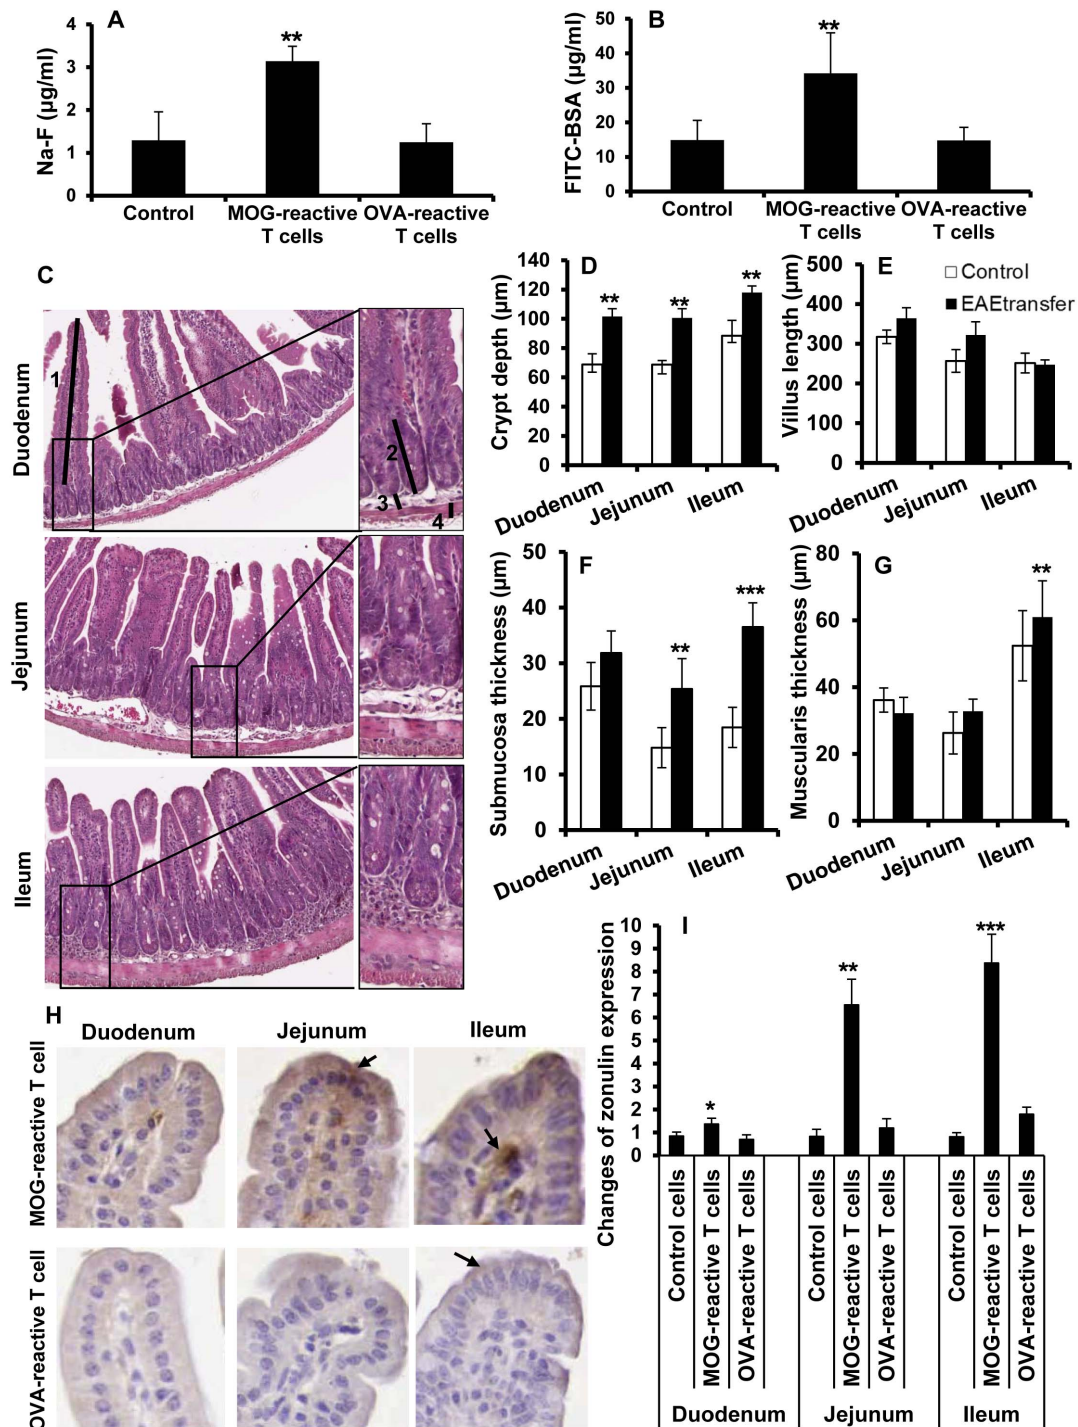 A
Na-F (µg/ml)
4
3
2
1
0
**
Control
MOG-reactive
T cells
OVA-reactive
T cells
B
FITC-BSA (µg/ml)
50
40
30
20
10
0
**
Control
MOG-reactive
T cells
OVA-reactive
T cells
C
Duodenum
1
2
3
4
Jejunum
Ileum
D
Crypt depth (µm)
140
120
100
80
60
40
20
0
**
**
**
Duodenum
Jejunum
Ileum
E
Villus length (µm)
500
400
300
200
100
0
Control
EAEtransfer
Duodenum
Jejunum
Ileum
F
Submucosa thickness (µm)
50
40
30
20
10
0
**
***
Duodenum
Jejunum
Ileum
G
Muscularis thickness (µm)
80
60
40
20
0
**
Duodenum
Jejunum
Ileum
H
Duodenum
Jejunum
Ileum
MOG-reactive T cell
OVA-reactive T cell
I
Changes of zonulin expression
10
9
8
7
6
5
4
3
2
1
0
*
**
***
Control cells
MOG-reactive T cells
OVA-reactive T cells
Control cells
MOG-reactive T cells
OVA-reactive T cells
Control cells
MOG-reactive T cells
OVA-reactive T cells
Duodenum
Jejunum
Ileum